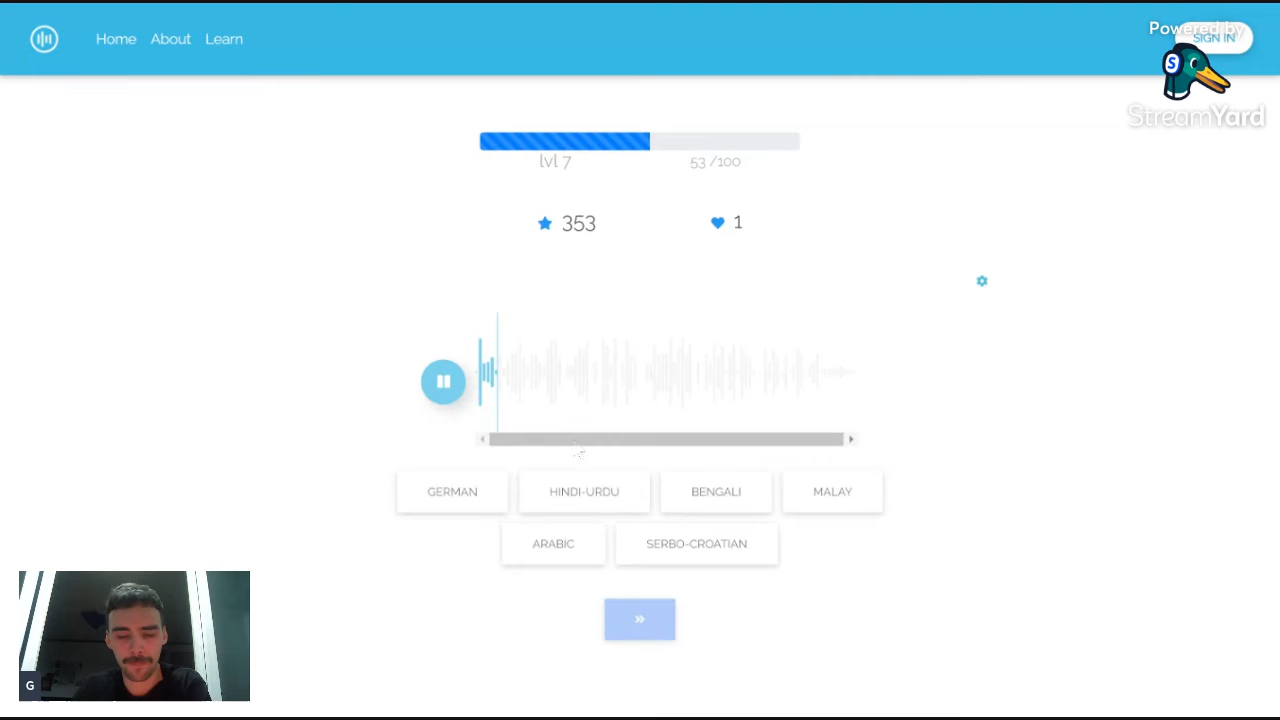 Home About Learn
SIGN IN
Powered by
S
StreamYard
lvl 7 53 /100
353 1
GERMAN HINDI-URDU BENGALI MALAY
ARABIC SERBO-CROATIAN
»
G